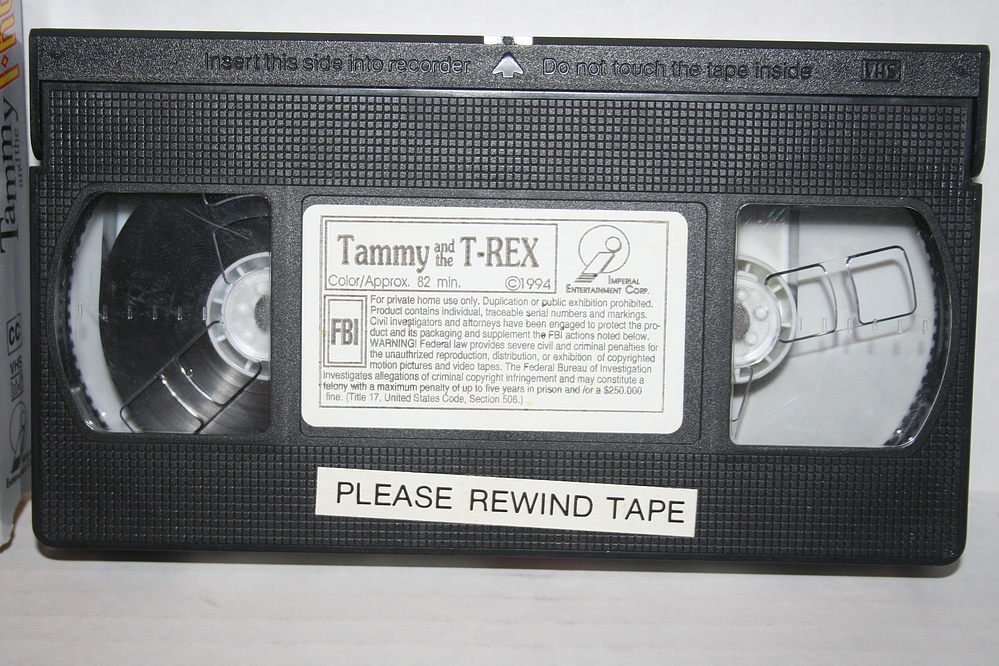 Insert this side into recorder Do not touch the tape inside VHS
Tammy and the T-REX
Color/Approx. 82 min. ©1994
IMPERIAL
ENTERTAINMENT CORP.
FBI
For private home use only. Duplication or public exhibition prohibited.
Product contains individual, traceable serial numbers and markings.
Civil investigators and attorneys have been engaged to protect the pro-
duct and its packaging and supplement the FBI actions noted below.
WARNING! Federal law provides severe civil and criminal penalties for
the unauthrized reproduction, distribution, or exhibition of copyrighted
motion pictures and video tapes. The Federal Bureau of Investigation
investigates allegations of criminal copyright infringement and may constitute a
felony with a maximum penalty of up to five years in prison and /or a $250.000
fine. (Title 17, United States Code, Section 506.)
PLEASE REWIND TAPE
Tammy
and the
CC
VHS